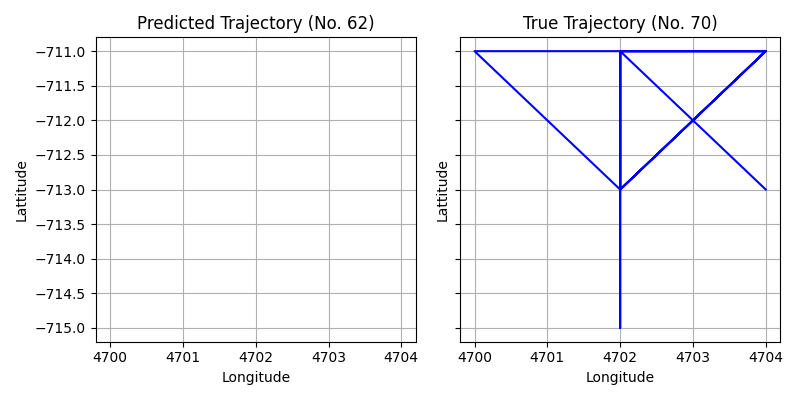 Predicted Trajectory (No. 62)
True Trajectory (No. 70)
−711.0
−711.5
−712.0
−712.5
−713.0
−713.5
−714.0
−714.5
−715.0
Lattitude
Lattitude
4700 4701 4702 4703 4704
4700 4701 4702 4703 4704
Longitude
Longitude